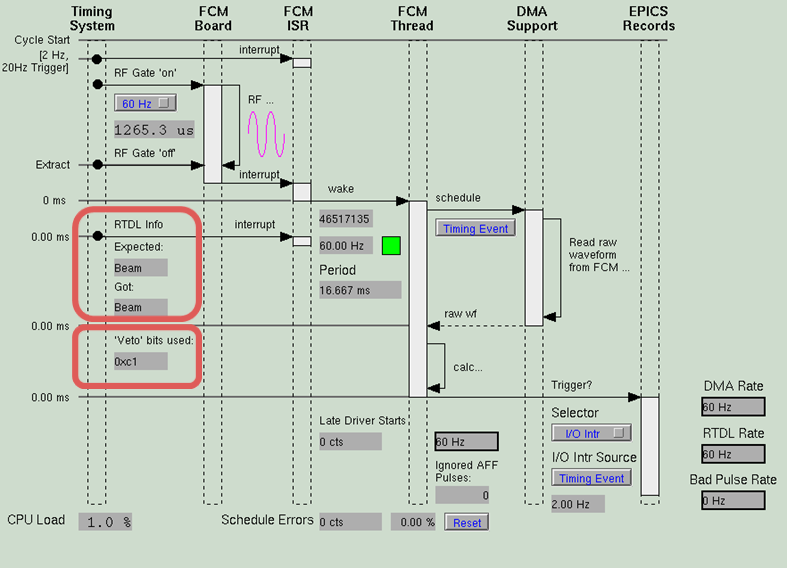 Timing System
FCM Board
FCM ISR
FCM Thread
DMA Support
EPICS Records
Cycle Start
[2 Hz,
20Hz Trigger]
interrupt
RF Gate 'on'
60 Hz
1265.3 us
RF ...
RF Gate 'off'
Extract
interrupt
0 ms
wake
schedule
46517135
Timing Event
RTDL Info
interrupt
0.00 ms
60.00 Hz
Expected:
Beam
Got:
Beam
Period
16.667 ms
Read raw
waveform
from FCM ...
raw wf
0.00 ms
'Veto' bits used:
0xc1
calc...
0.00 ms
Trigger?
Late Driver Starts
0 cts
60 Hz
Ignored AFF
Pulses:
0
Selector
I/O Intr
I/O Intr Source
Timing Event
2.00 Hz
DMA Rate
60 Hz
RTDL Rate
60 Hz
Bad Pulse Rate
0 Hz
CPU Load
1.0 %
Schedule Errors
0 cts
0.00 %
Reset